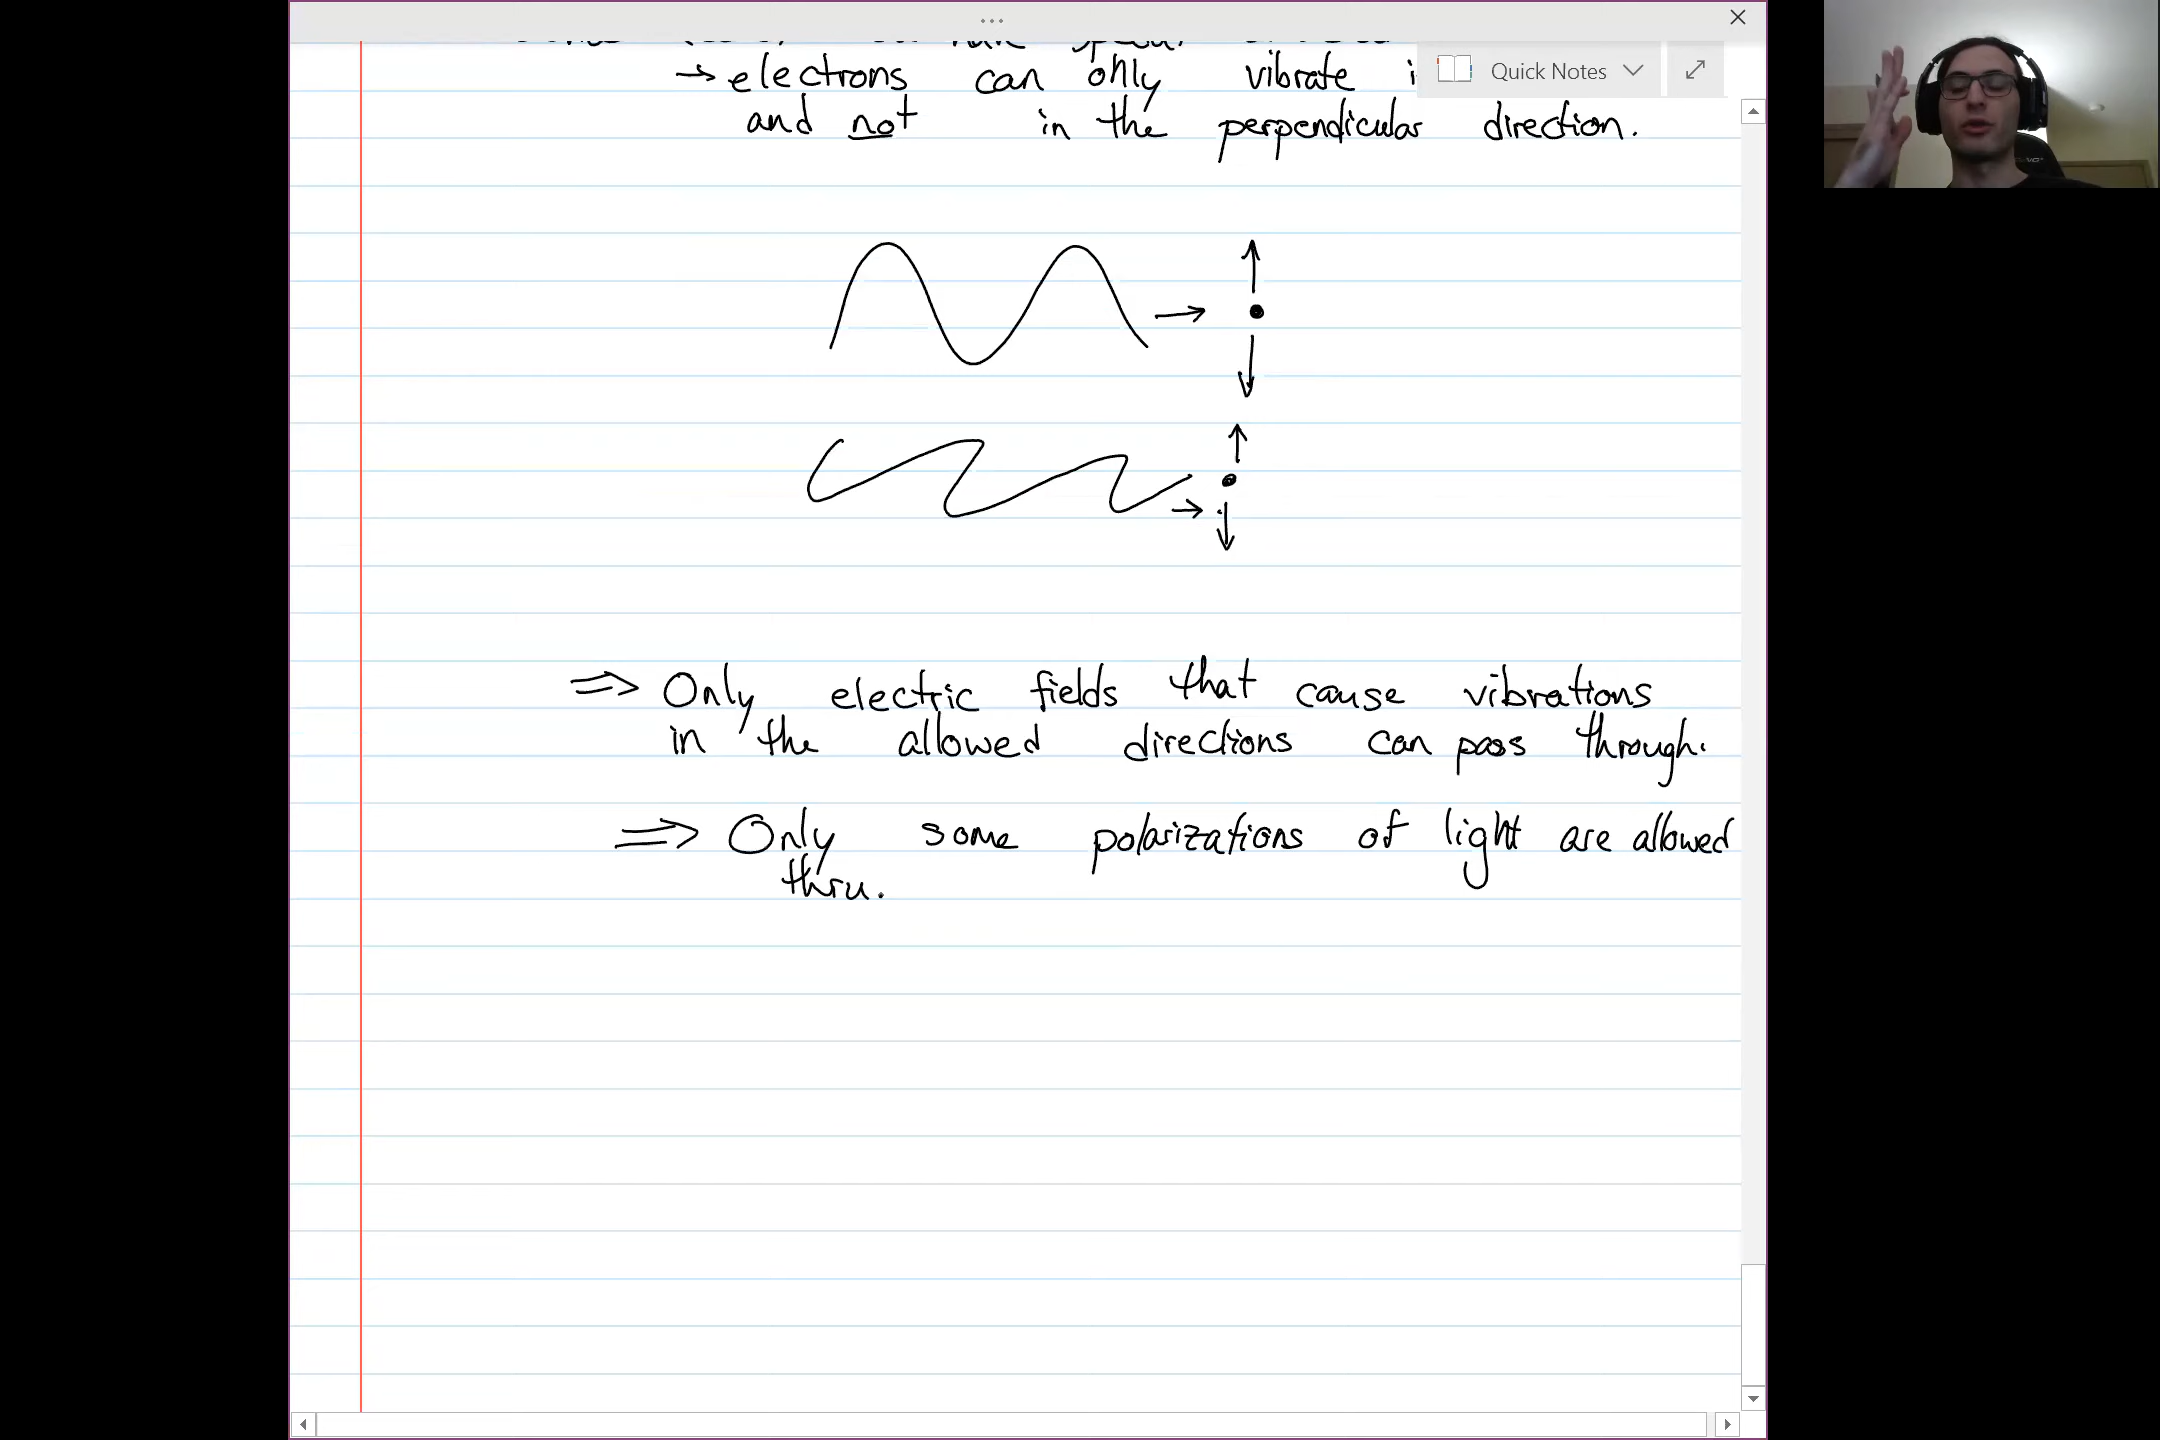 → electrons can only vibrate i
Quick Notes
and not in the perpendicular direction.
⇒ Only electric fields that cause vibrations
in the allowed directions can pass through.
⇒ Only some polarizations of light are allowed
thru.